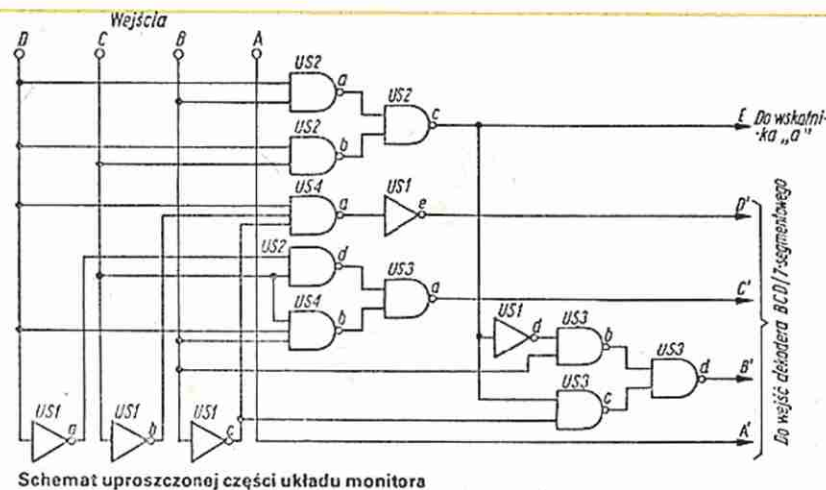 Wejścia
D C B A
US2 a
US2 c
E Do wskaźni-
-ka „a"
US2 b
US4 a
US1 e
D'
US2 d
US3 a
C'
US4 b
US1 d
US3 b
US3 d
B'
US3 c
US1 a
US1 b
US1 c
A'
Do wejść dekodera BCD/7-segmentowego
Schemat uproszczonej części układu monitora